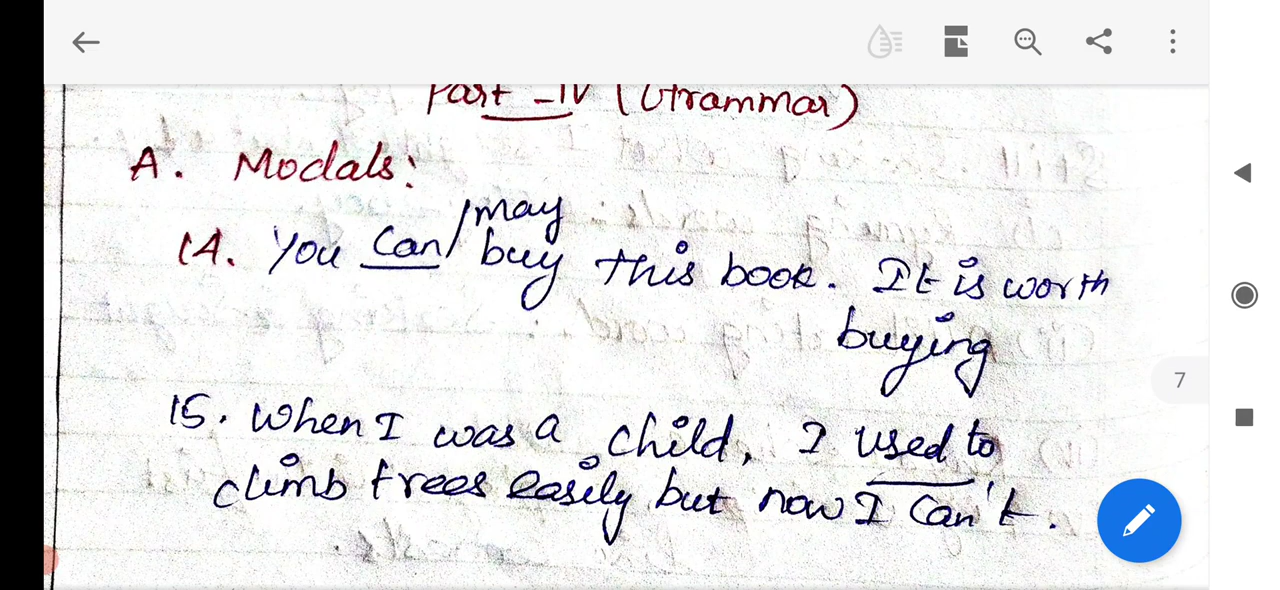 Part - IV (Grammar)
A. Modals:
14. You can/may buy this book. It is worth
buying
15. When I was a child, I used to
climb trees easily but now I can't.
7